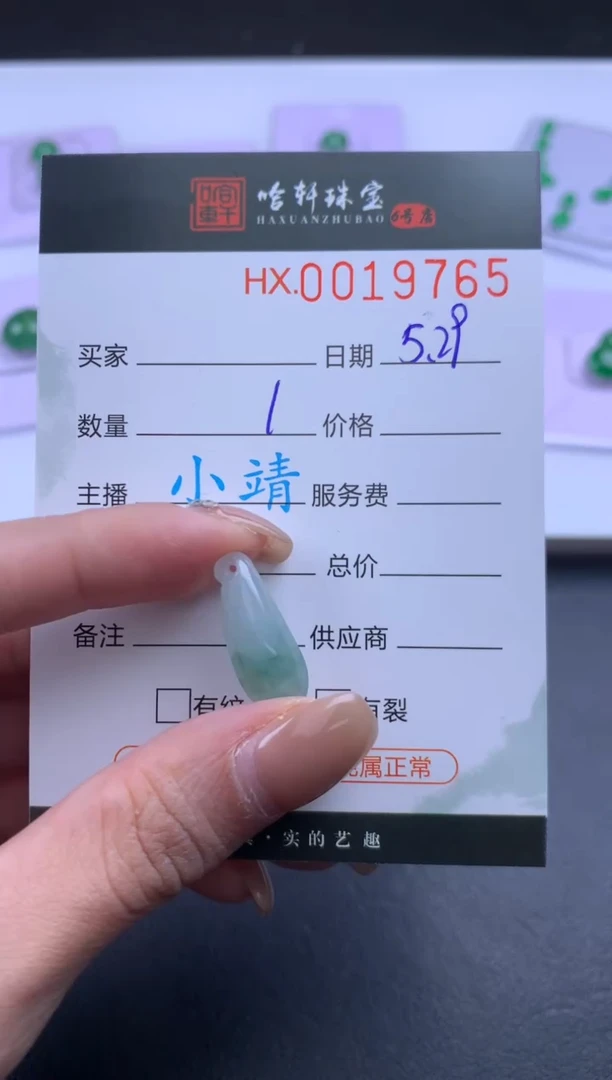 哈軒 哈轩珠宝
HAXUANZHUBAO 6号店
HX.0019765
买家 日期 5.29
数量 1 价格
主播 小靖 服务费
总价
备注 供应商
有纹 有裂
属正常
·实的艺趣